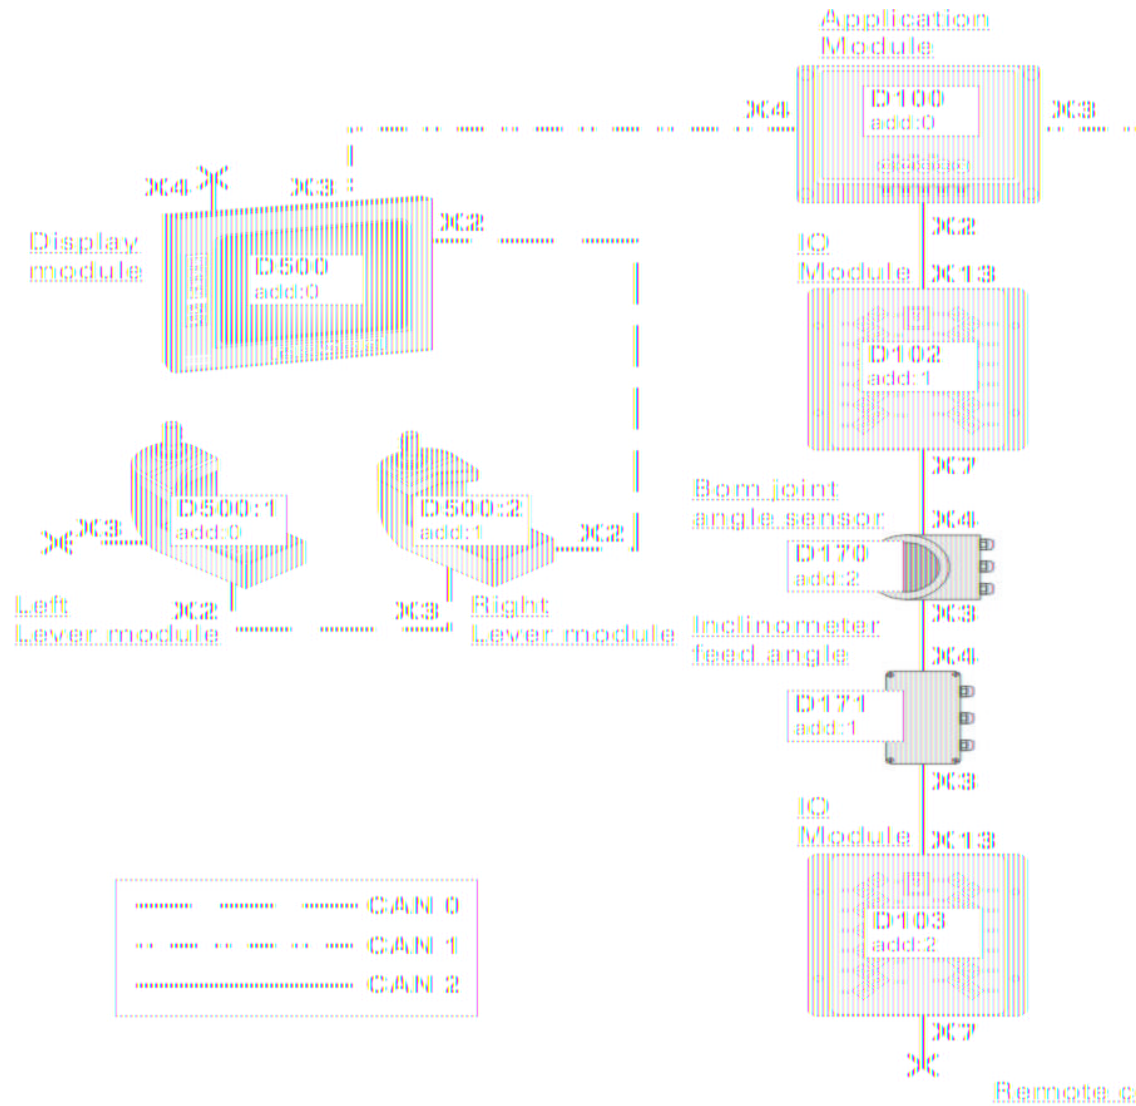 Application
Module
X4
D100
add:0
X3
X4
X3
X2
Display
module
D500
add:0
X2
IO
Module
X13
D102
add:1
X7
Bom joint
angle sensor
X4
D170
add:2
X3
X3
D500:1
add:0
D500:2
add:1
X2
Left
Lever module
X2
X3
Right
Lever module
Inclinometer
feed angle
X4
D171
add:1
X3
IO
Module
X13
D103
add:2
X7
CAN 0
CAN 1
CAN 2
Remote c